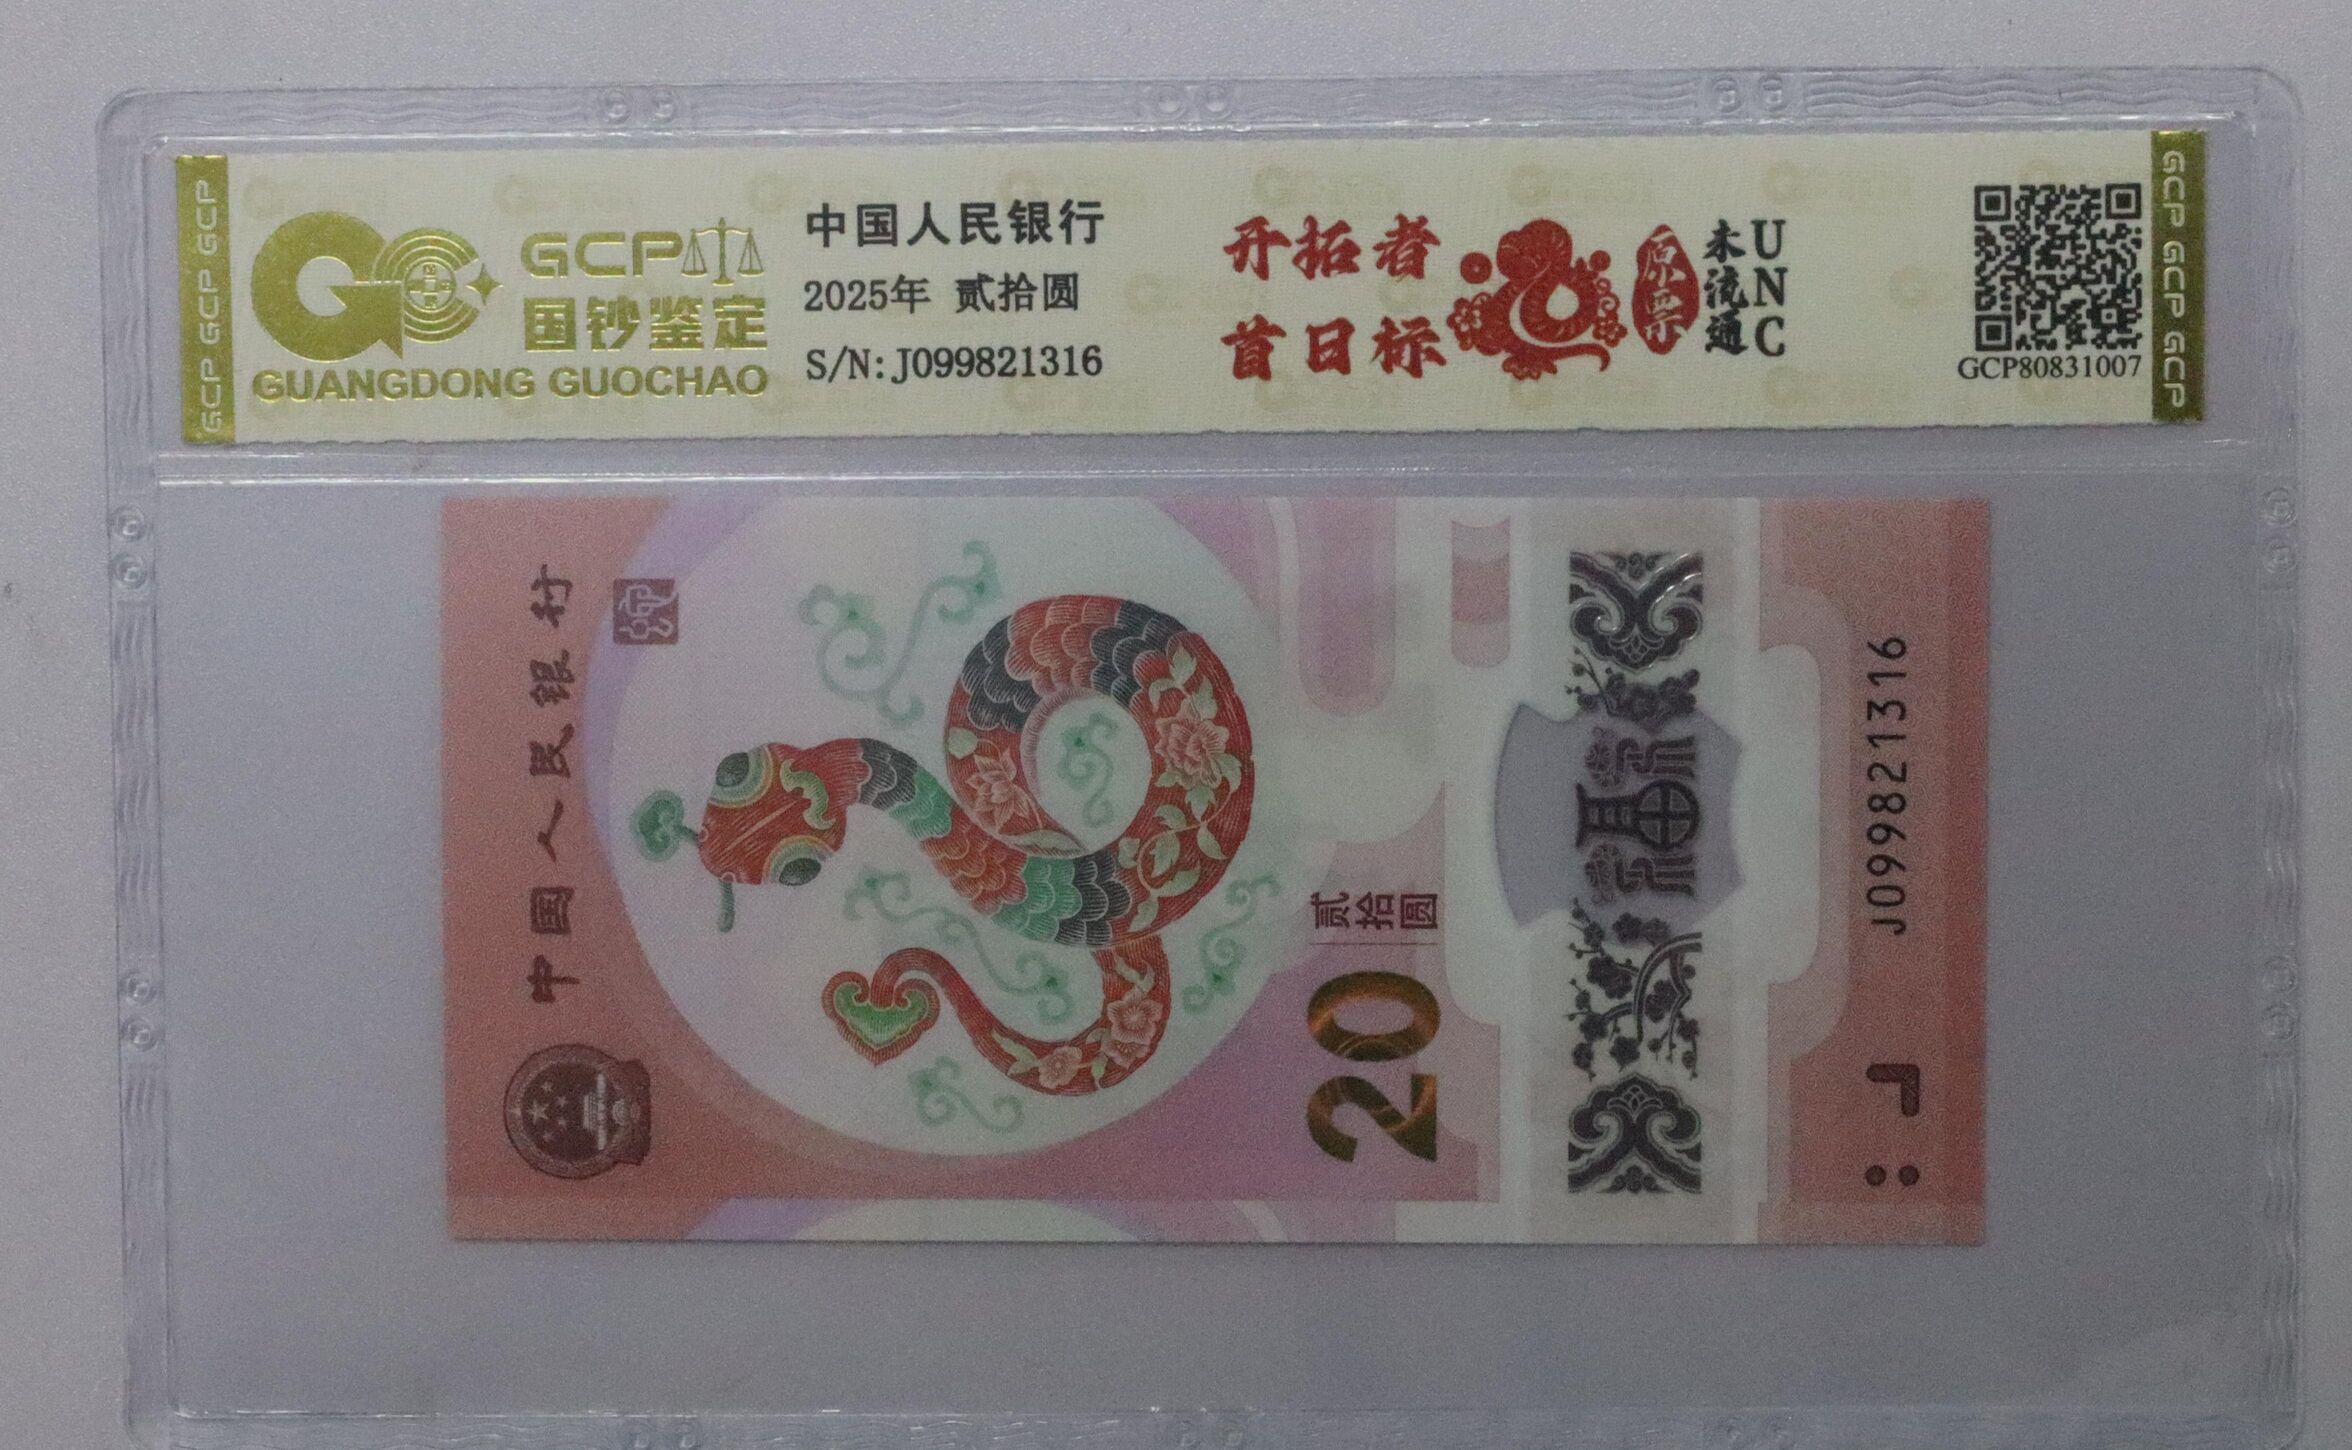 GCP GCP GCP
GCP
国钞鉴定
GUANGDONG GUOCHAO
中国人民银行
2025年 贰拾圆
S/N:J099821316
开拓者
首日标
原票
未流通
UNC
GCP80831007
GCP GCP GCP
中国人民银行
贰拾圆
20
福
J099821316